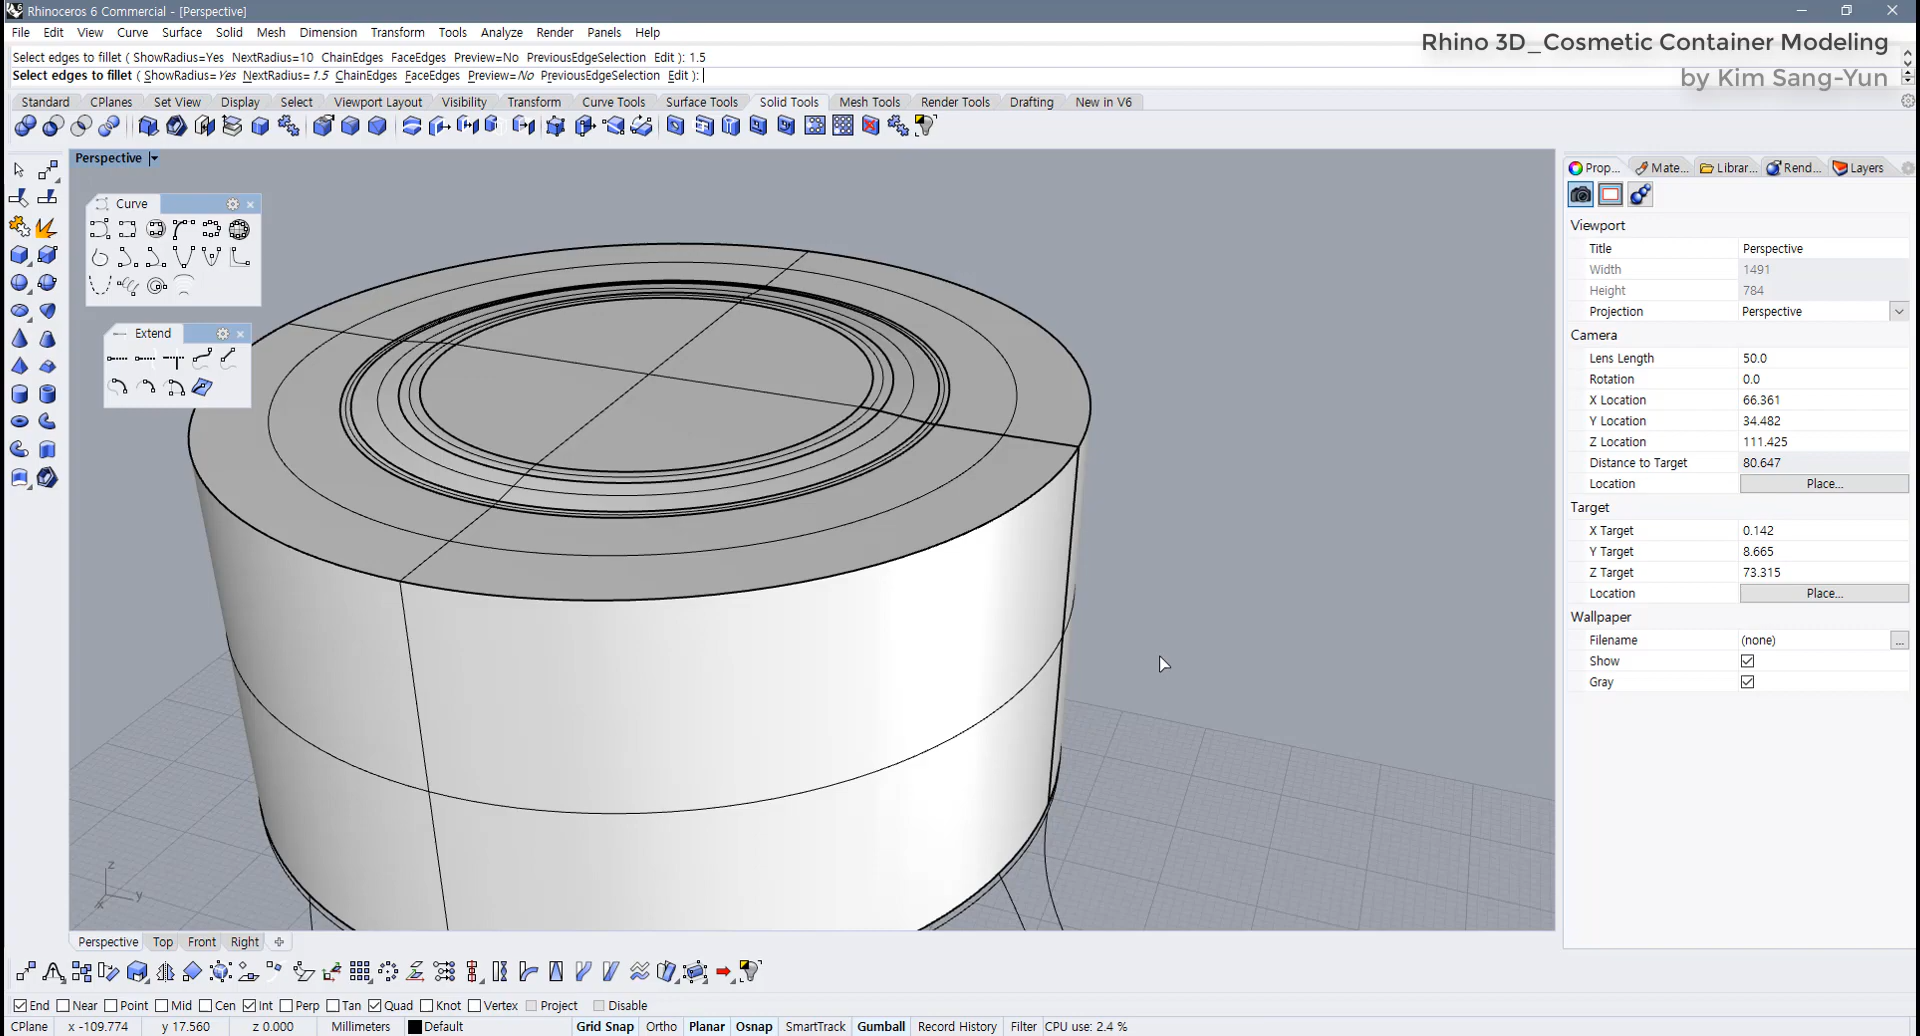 Rhinoceros 6 Commercial - [Perspective]
File Edit View Curve Surface Solid Mesh Dimension Transform Tools Analyze Render Panels Help
Rhino 3D_Cosmetic Container Modeling
by Kim Sang-Yun
Select edges to fillet ( ShowRadius=Yes NextRadius=10 ChainEdges FaceEdges Preview=No PreviousEdgeSelection Edit ): 1.5
Select edges to fillet ( ShowRadius=Yes NextRadius=1.5 ChainEdges FaceEdges Preview=No PreviousEdgeSelection Edit ):
Standard CPlanes Set View Display Select Viewport Layout Visibility Transform Curve Tools Surface Tools Solid Tools Mesh Tools Render Tools Drafting New in V6
Perspective
Curve
Extend
z
y
x
Prop... Mate... Librar... Rend... Layers
Viewport
Title Perspective
Width 1491
Height 784
Projection Perspective
Camera
Lens Length 50.0
Rotation 0.0
X Location 66.361
Y Location 34.482
Z Location 111.425
Distance to Target 80.647
Location Place...
Target
X Target 0.142
Y Target 8.665
Z Target 73.315
Location Place...
Wallpaper
Filename (none) ...
Show
Gray
Perspective Top Front Right
End Near Point Mid Cen Int Perp Tan Quad Knot Vertex Project Disable
CPlane x -109.774 y 17.560 z 0.000 Millimeters Default Grid Snap Ortho Planar Osnap SmartTrack Gumball Record History Filter CPU use: 2.4 %